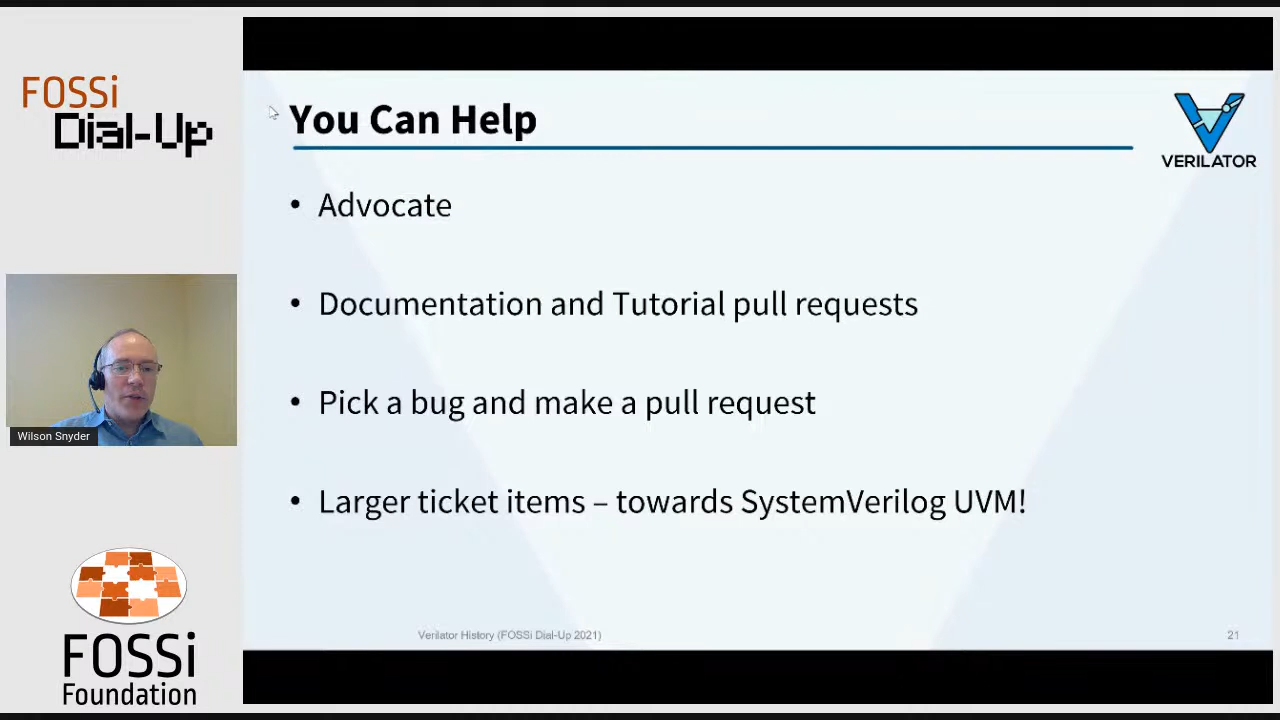 FOSSi
Dial-Up
You Can Help
VERILATOR
• Advocate
• Documentation and Tutorial pull requests
• Pick a bug and make a pull request
• Larger ticket items – towards SystemVerilog UVM!
Wilson Snyder
FOSSi
Foundation
Verilator History (FOSSi Dial-Up 2021)
21